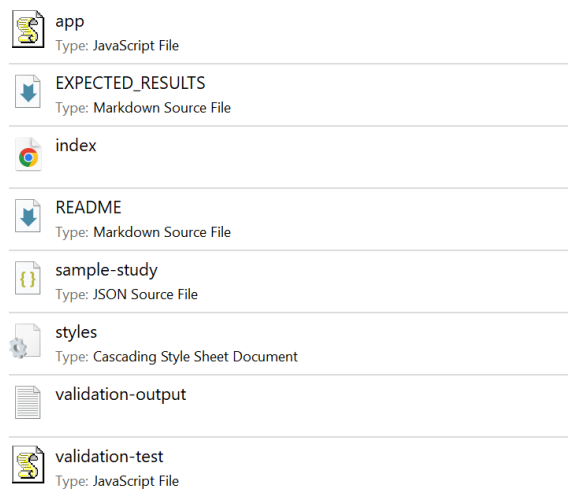 app
Type: JavaScript File
EXPECTED_RESULTS
Type: Markdown Source File
index
README
Type: Markdown Source File
sample-study
Type: JSON Source File
styles
Type: Cascading Style Sheet Document
validation-output
validation-test
Type: JavaScript File